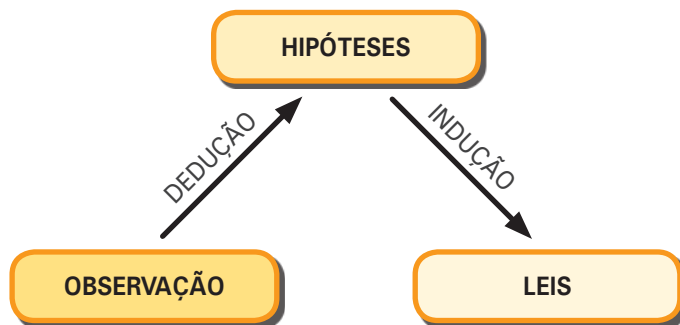 HIPÓTESES
DEDUÇÃO
INDUÇÃO
OBSERVAÇÃO
LEIS